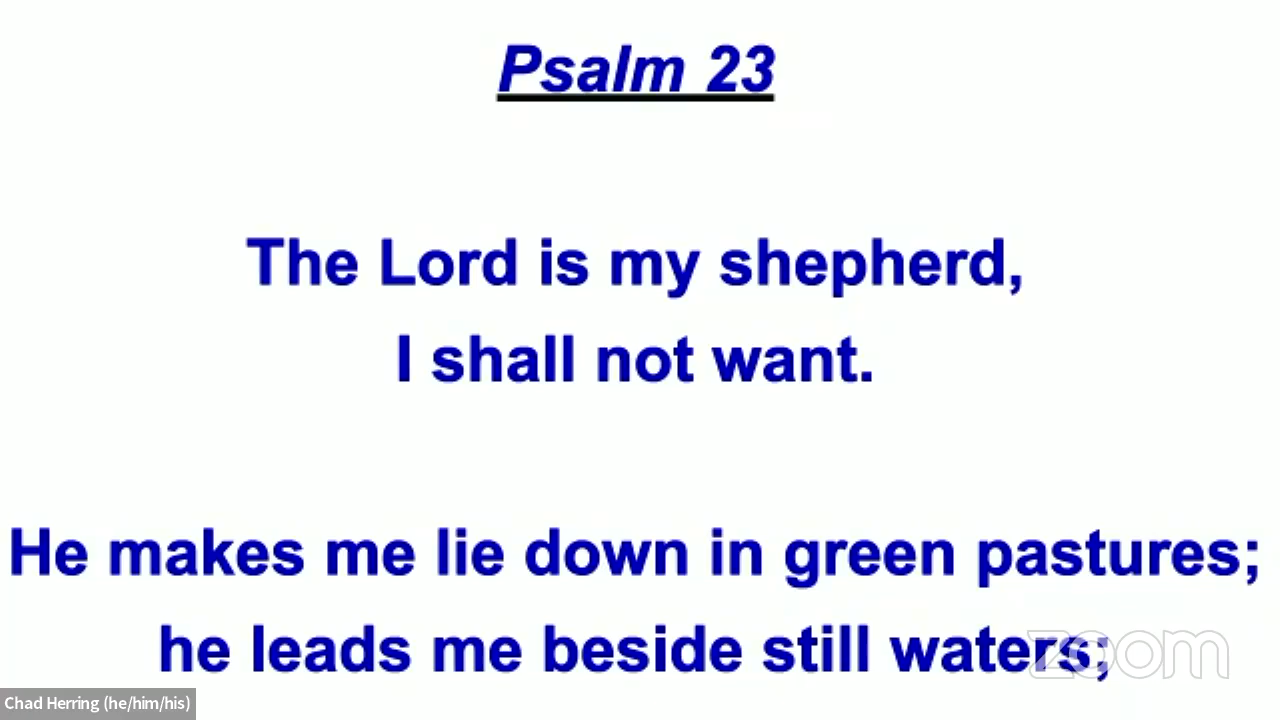 Psalm 23
The Lord is my shepherd,
I shall not want.
He makes me lie down in green pastures;
he leads me beside still waters;
zoom
Chad Herring (he/him/his)